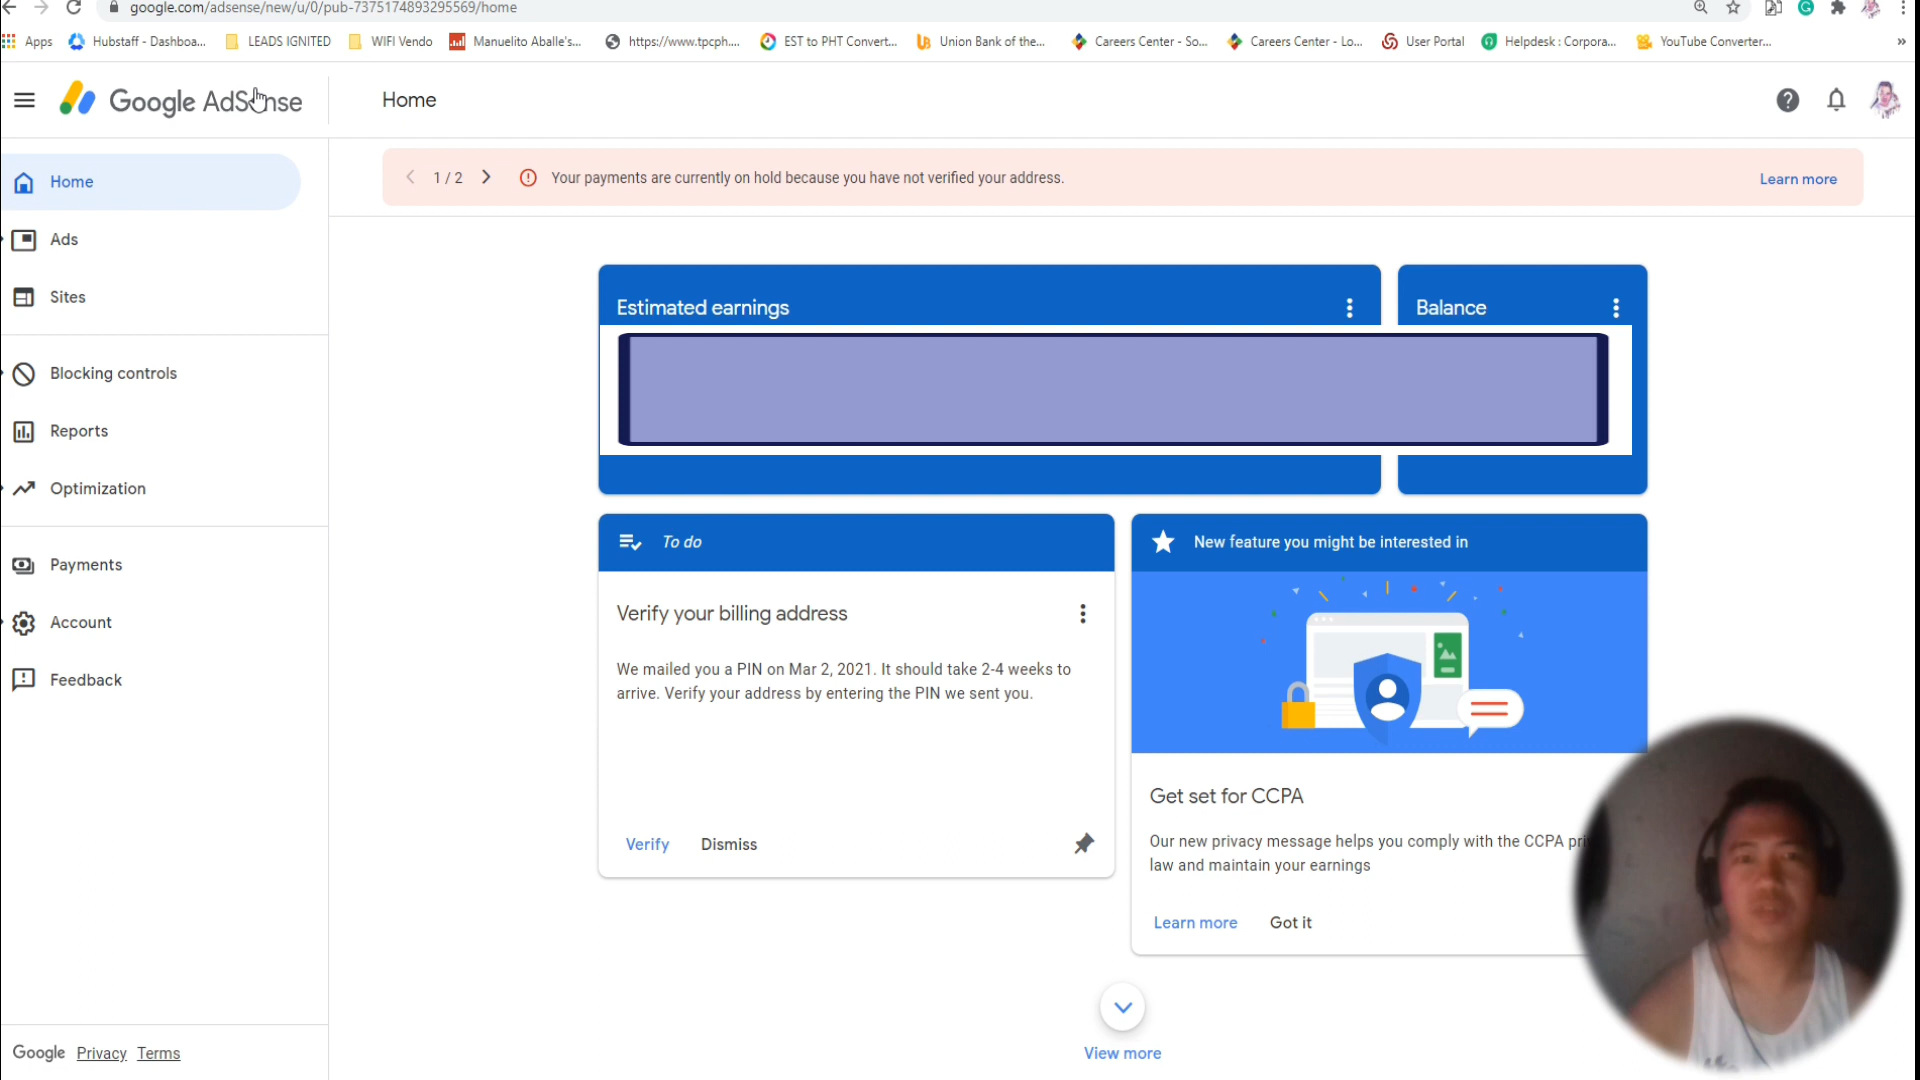 google.com/adsense/new/u/0/pub-7375174893295569/home
Apps
Hubstaff - Dashboa...
LEADS IGNITED
WIFI Vendo
Manuelito Aballe's...
https://www.tpcph....
EST to PHT Convert...
Union Bank of the...
Careers Center - So...
Careers Center - Lo...
User Portal
Helpdesk : Corpora...
YouTube Converter...
»
Google AdSense
Home
Home
Ads
Sites
Blocking controls
Reports
Optimization
Payments
Account
Feedback
1 / 2
Your payments are currently on hold because you have not verified your address.
Learn more
Estimated earnings
Balance
To do
Verify your billing address
We mailed you a PIN on Mar 2, 2021. It should take 2-4 weeks to
arrive. Verify your address by entering the PIN we sent you.
Verify
Dismiss
New feature you might be interested in
Get set for CCPA
Our new privacy message helps you comply with the CCPA
law and maintain your earnings
Learn more
Got it
View more
Google
Privacy
Terms